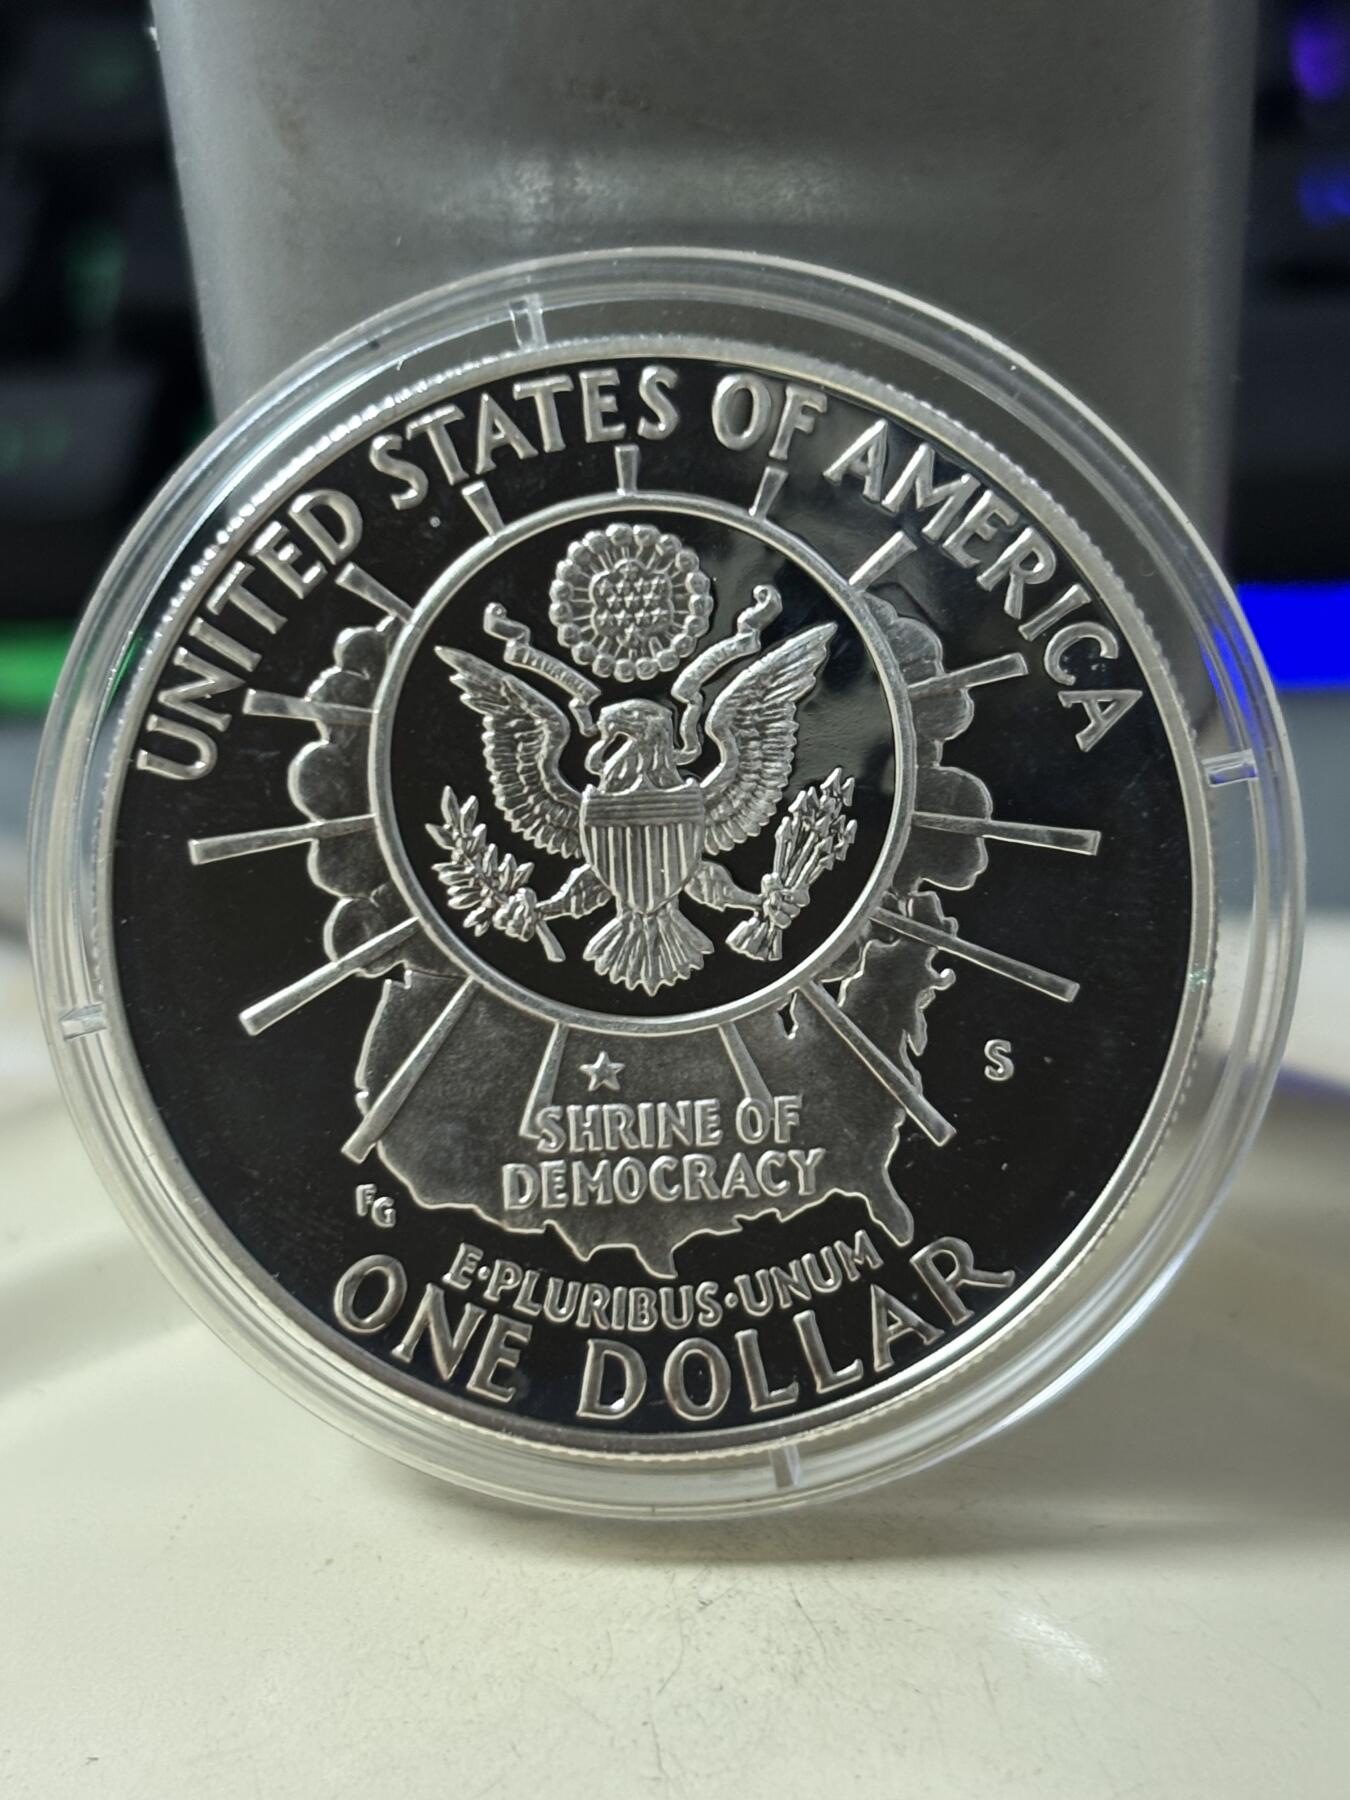 UNITED STATES OF AMERICA
S
SHRINE OF
DEMOCRACY
FG
E·PLURIBUS·UNUM
ONE DOLLAR